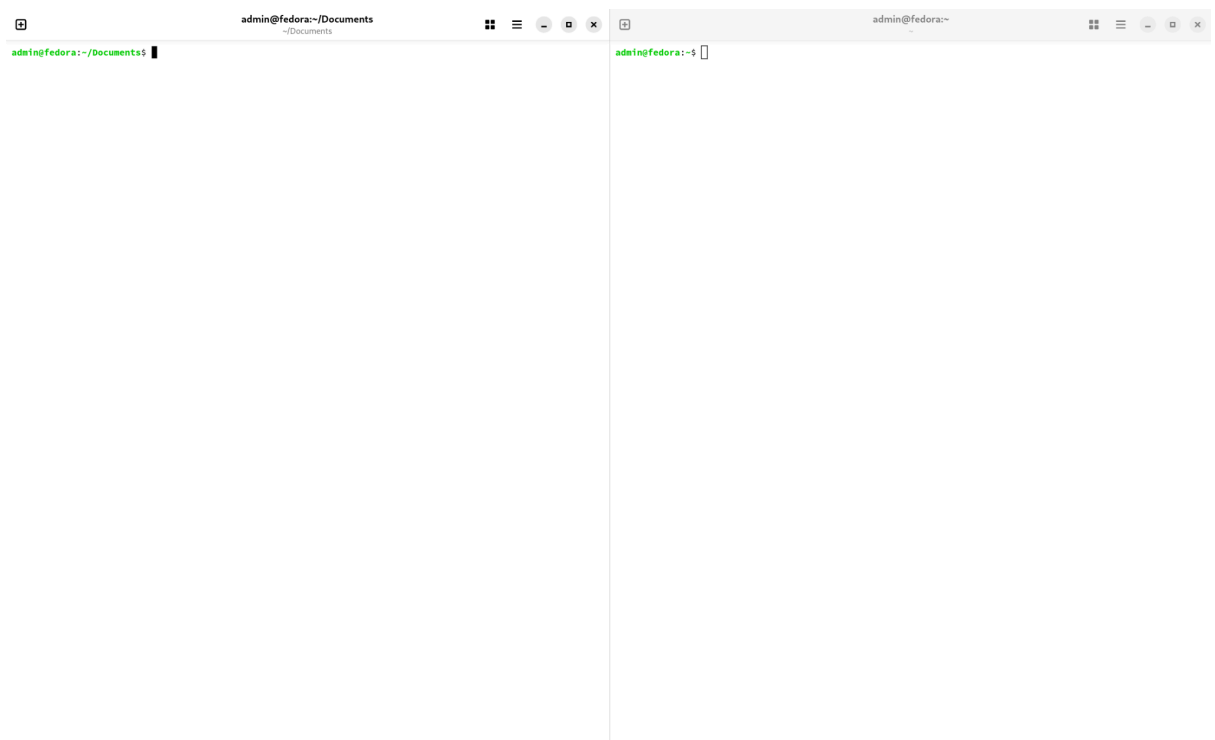 admin@fedora:~/Documents
~/Documents
admin@fedora:~/Documents$
admin@fedora:~
~
admin@fedora:~$